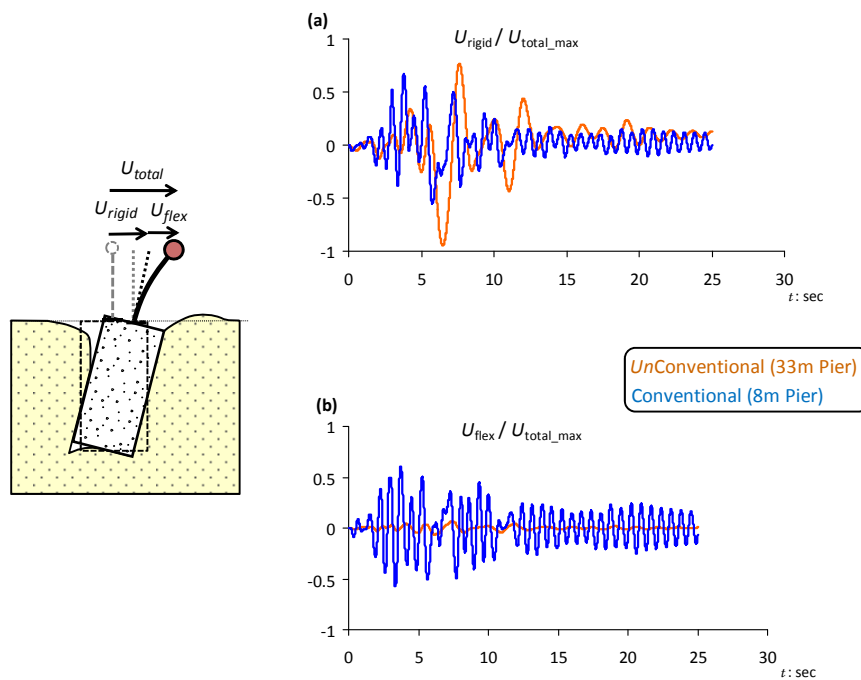 (a)
U_rigid / U_total_max
1
0.5
0
-0.5
-1
0 5 10 15 20 25 30
t : sec
U_total
U_rigid U_flex
UnConventional (33m Pier)
Conventional (8m Pier)
(b)
U_flex / U_total_max
1
0.5
0
-0.5
-1
0 5 10 15 20 25 30
t : sec